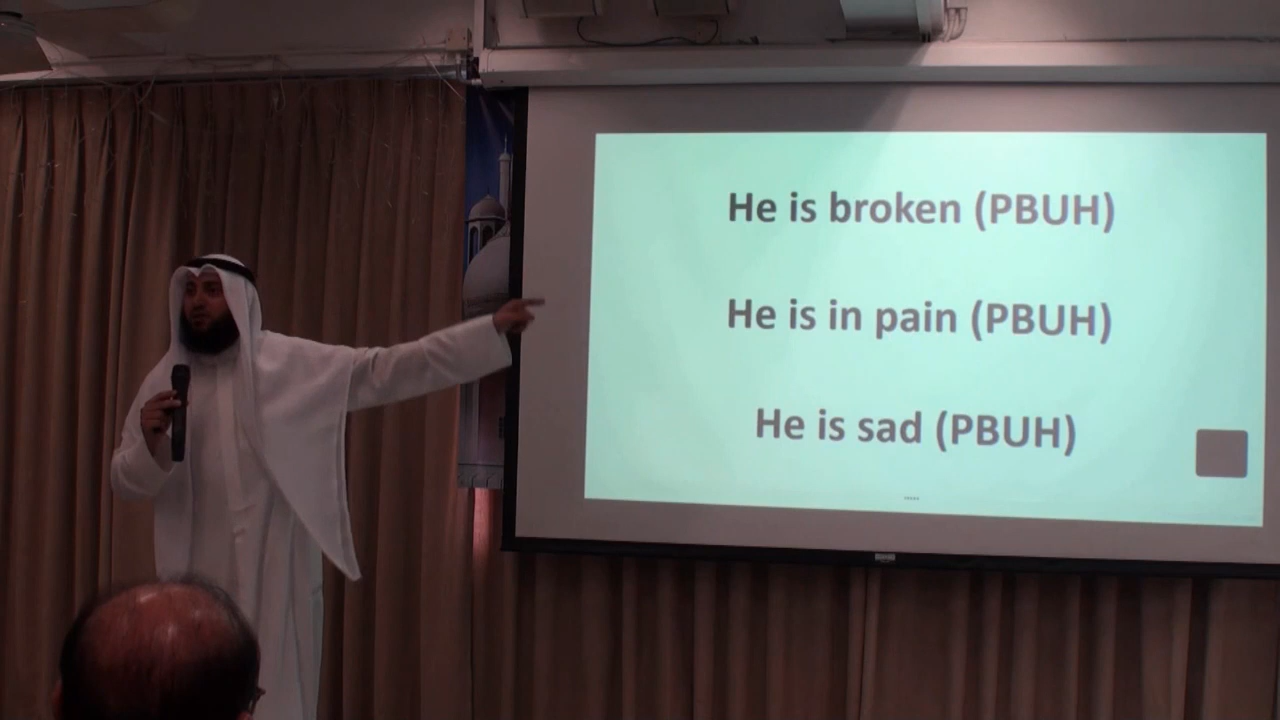 He is broken (PBUH)
He is in pain (PBUH)
He is sad (PBUH)